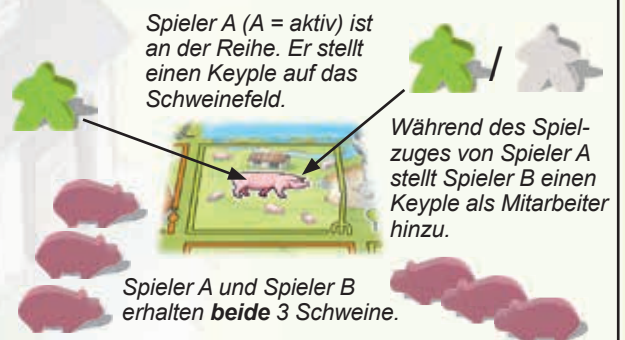 Spieler A (A = aktiv) ist
an der Reihe. Er stellt
einen Keyple auf das
Schweinefeld.
/
Während des Spiel-
zuges von Spieler A
stellt Spieler B einen
Keyple als Mitarbeiter
hinzu.
Spieler A und Spieler B
erhalten beide 3 Schweine.